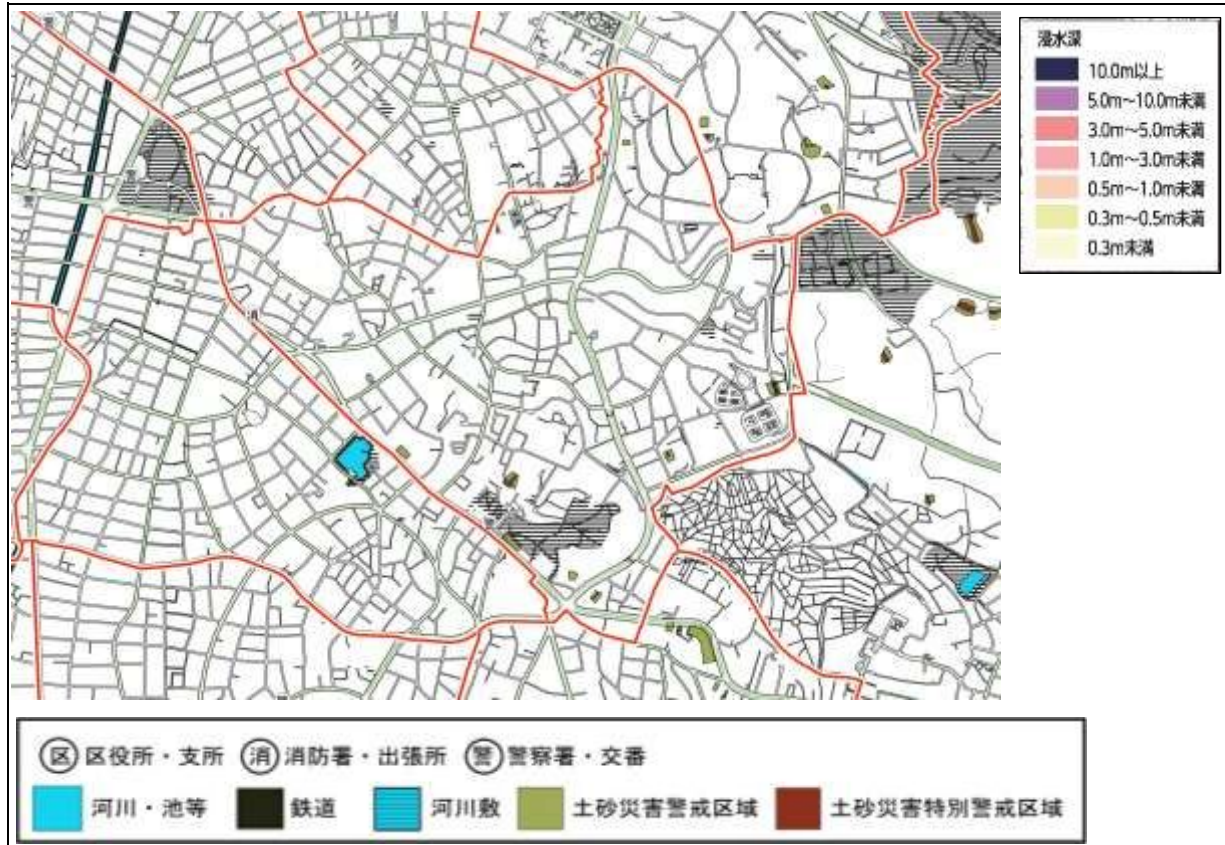 浸水深
10.0m以上
5.0m~10.0m未満
3.0m~5.0m未満
1.0m~3.0m未満
0.5m~1.0m未満
0.3m~0.5m未満
0.3m未満
区 区役所・支所 消 消防署・出張所 警 警察署・交番
河川・池等 鉄道 河川敷 土砂災害警戒区域 土砂災害特別警戒区域